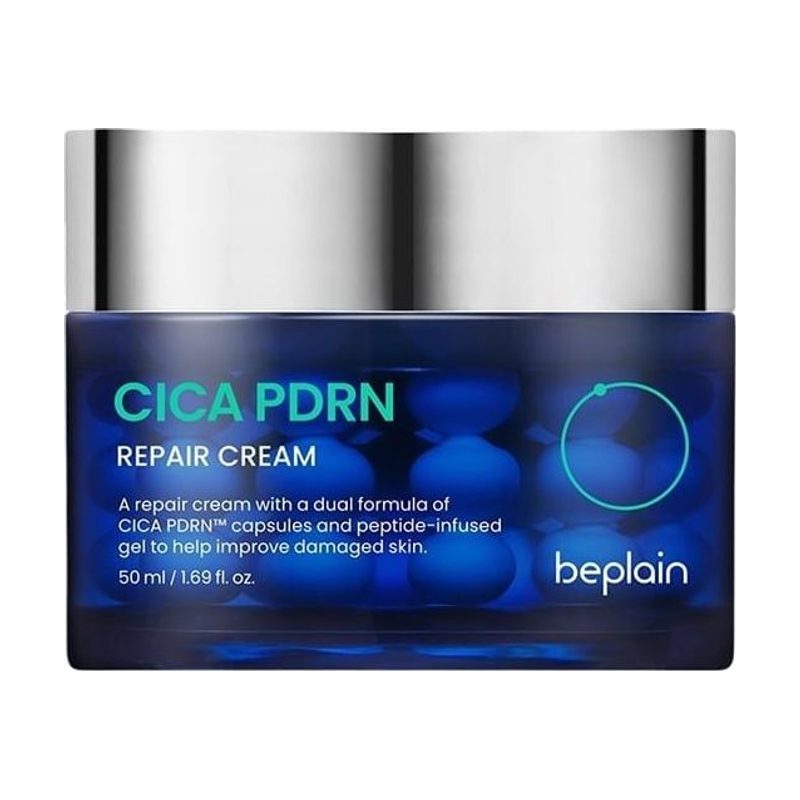 CICA PDRN
REPAIR CREAM
A repair cream with a dual formula of
CICA PDRN™ capsules and peptide-infused
gel to help improve damaged skin.
50 ml / 1.69 fl. oz.
beplain